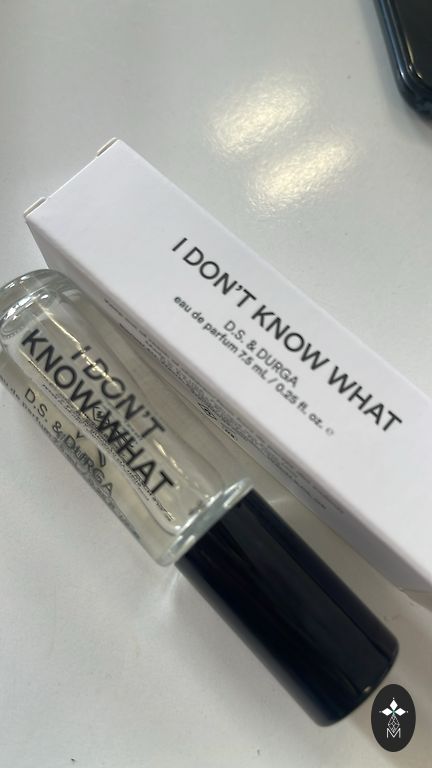 I DON'T KNOW WHAT
D.S. & DURGA
eau de parfum 7.5 mL / 0.25 fl. oz. ℮
I DON'T
KNOW WHAT
D.S. & DURGA
M